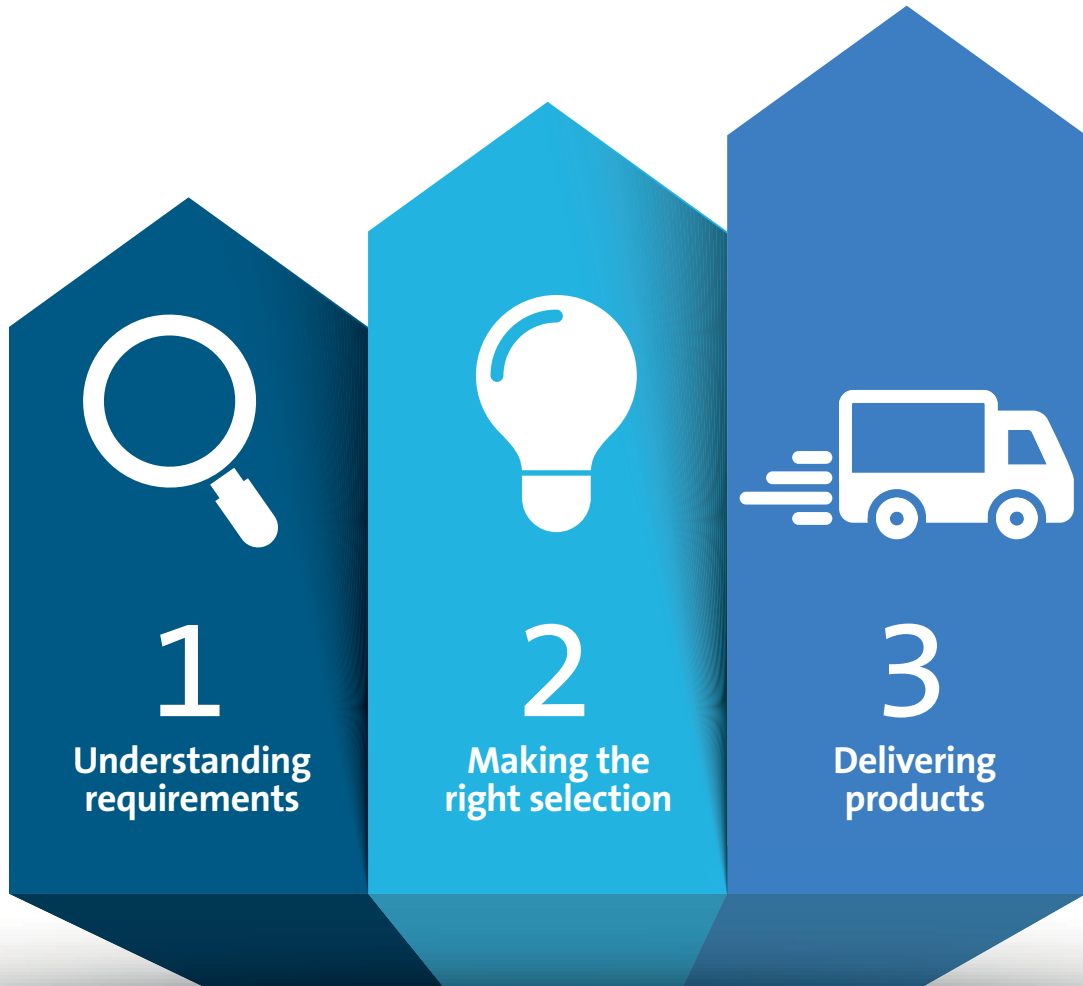 1
Understanding
requirements
2
Making the
right selection
3
Delivering
products